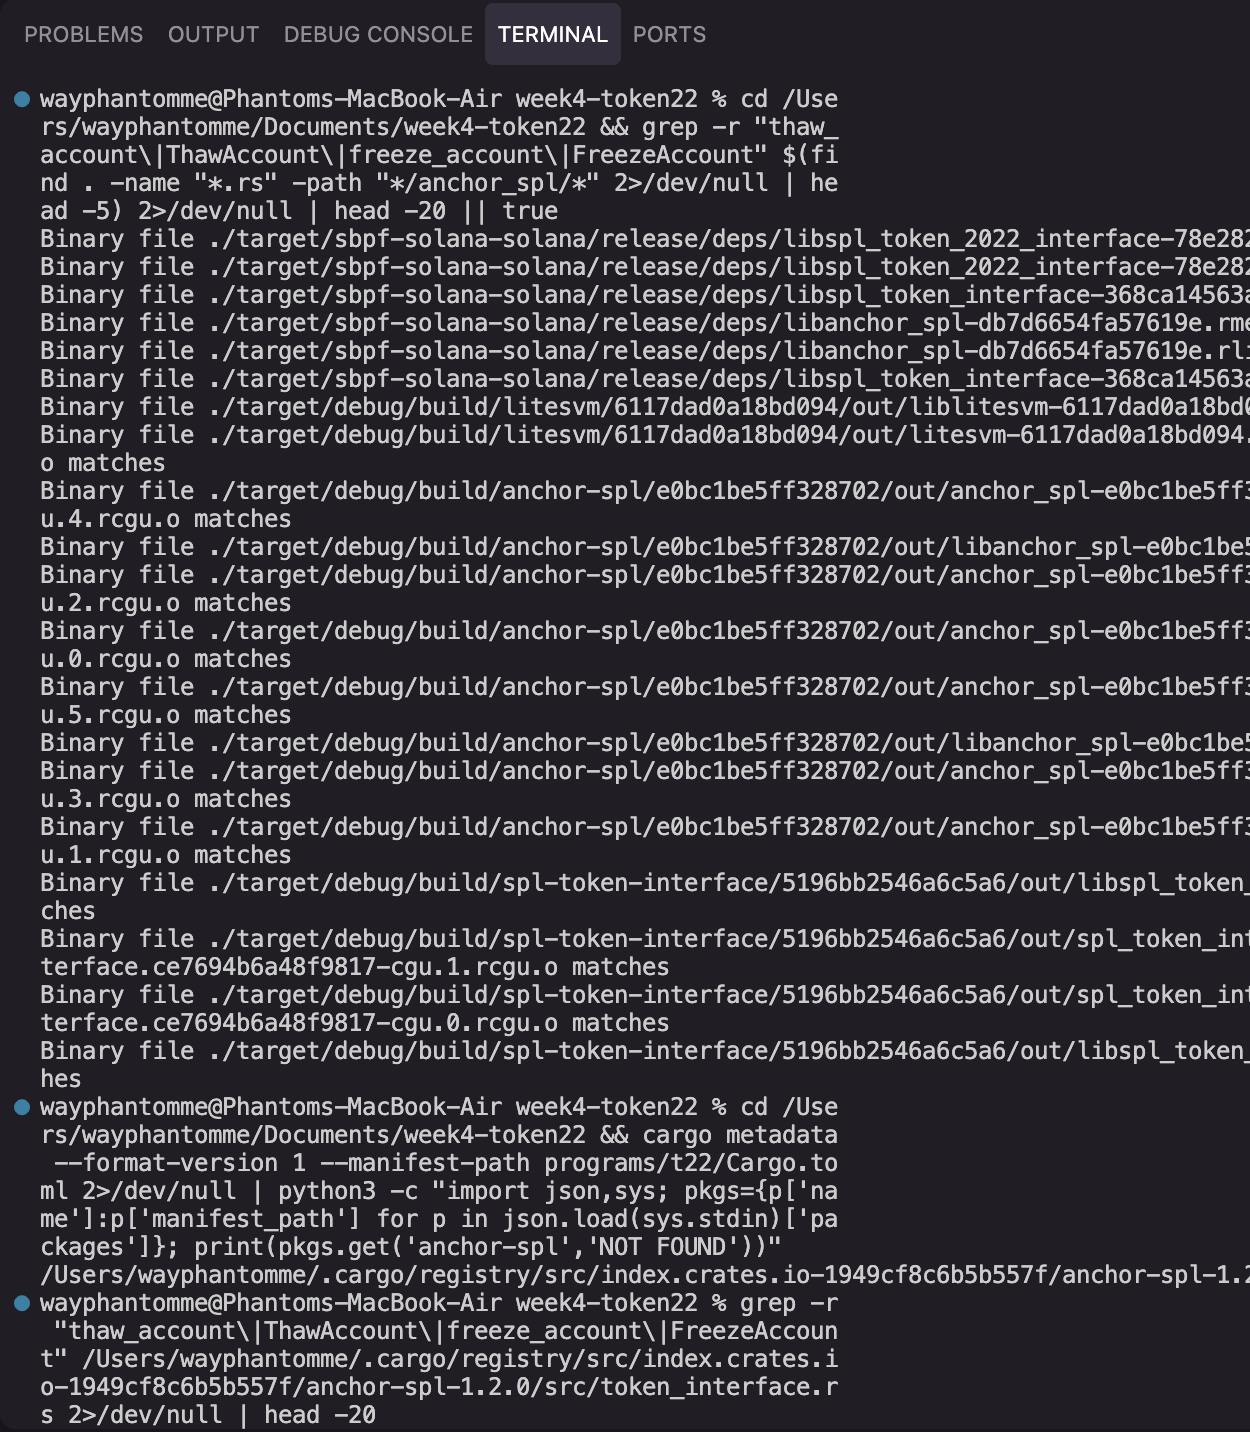 PROBLEMS OUTPUT DEBUG CONSOLE TERMINAL PORTS
wayphantomme@Phantoms-MacBook-Air week4-token22 % cd /Use
rs/wayphantomme/Documents/week4-token22 && grep -r "thaw_
account\|ThawAccount\|freeze_account\|FreezeAccount" $(fi
nd . -name "*.rs" -path "*/anchor_spl/*" 2>/dev/null | he
ad -5) 2>/dev/null | head -20 || true
Binary file ./target/sbpf-solana-solana/release/deps/libspl_token_2022_interface-78e282
Binary file ./target/sbpf-solana-solana/release/deps/libspl_token_2022_interface-78e282
Binary file ./target/sbpf-solana-solana/release/deps/libspl_token_interface-368ca14563a
Binary file ./target/sbpf-solana-solana/release/deps/libanchor_spl-db7d6654fa57619e.rme
Binary file ./target/sbpf-solana-solana/release/deps/libanchor_spl-db7d6654fa57619e.rli
Binary file ./target/sbpf-solana-solana/release/deps/libspl_token_interface-368ca14563a
Binary file ./target/debug/build/litesvm/6117dad0a18bd094/out/liblitesvm-6117dad0a18bd0
Binary file ./target/debug/build/litesvm/6117dad0a18bd094/out/litesvm-6117dad0a18bd094.
o matches
Binary file ./target/debug/build/anchor-spl/e0bc1be5ff328702/out/anchor_spl-e0bc1be5ff3
u.4.rcgu.o matches
Binary file ./target/debug/build/anchor-spl/e0bc1be5ff328702/out/libanchor_spl-e0bc1be5
Binary file ./target/debug/build/anchor-spl/e0bc1be5ff328702/out/anchor_spl-e0bc1be5ff3
u.2.rcgu.o matches
Binary file ./target/debug/build/anchor-spl/e0bc1be5ff328702/out/anchor_spl-e0bc1be5ff3
u.0.rcgu.o matches
Binary file ./target/debug/build/anchor-spl/e0bc1be5ff328702/out/anchor_spl-e0bc1be5ff3
u.5.rcgu.o matches
Binary file ./target/debug/build/anchor-spl/e0bc1be5ff328702/out/libanchor_spl-e0bc1be5
Binary file ./target/debug/build/anchor-spl/e0bc1be5ff328702/out/anchor_spl-e0bc1be5ff3
u.3.rcgu.o matches
Binary file ./target/debug/build/anchor-spl/e0bc1be5ff328702/out/anchor_spl-e0bc1be5ff3
u.1.rcgu.o matches
Binary file ./target/debug/build/spl-token-interface/5196bb2546a6c5a6/out/libspl_token_
ches
Binary file ./target/debug/build/spl-token-interface/5196bb2546a6c5a6/out/spl_token_int
terface.ce7694b6a48f9817-cgu.1.rcgu.o matches
Binary file ./target/debug/build/spl-token-interface/5196bb2546a6c5a6/out/spl_token_int
terface.ce7694b6a48f9817-cgu.0.rcgu.o matches
Binary file ./target/debug/build/spl-token-interface/5196bb2546a6c5a6/out/libspl_token_
hes
wayphantomme@Phantoms-MacBook-Air week4-token22 % cd /Use
rs/wayphantomme/Documents/week4-token22 && cargo metadata
 --format-version 1 --manifest-path programs/t22/Cargo.to
ml 2>/dev/null | python3 -c "import json,sys; pkgs={p['na
me']:p['manifest_path'] for p in json.load(sys.stdin)['pa
ckages']}; print(pkgs.get('anchor-spl','NOT FOUND'))"
/Users/wayphantomme/.cargo/registry/src/index.crates.io-1949cf8c6b5b557f/anchor-spl-1.2
wayphantomme@Phantoms-MacBook-Air week4-token22 % grep -r
 "thaw_account\|ThawAccount\|freeze_account\|FreezeAccoun
t" /Users/wayphantomme/.cargo/registry/src/index.crates.i
o-1949cf8c6b5b557f/anchor-spl-1.2.0/src/token_interface.r
s 2>/dev/null | head -20